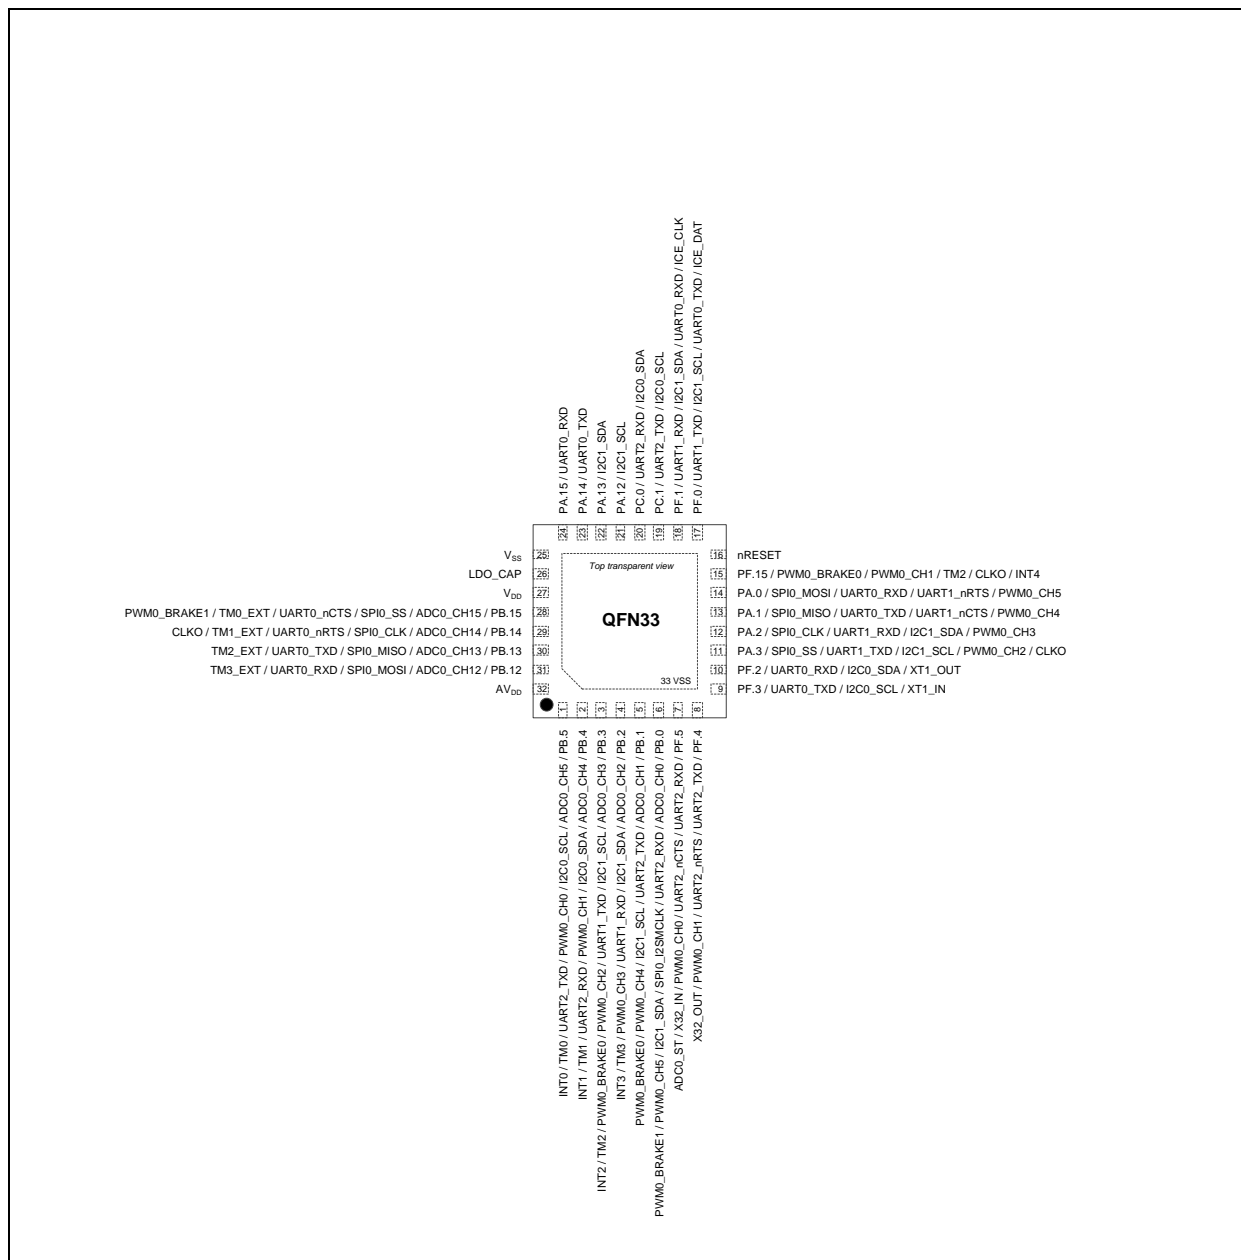 PA.15 / UART0_RXD
PA.14 / UART0_TXD
PA.13 / I2C1_SDA
PA.12 / I2C1_SCL
PC.0 / UART2_RXD / I2C0_SDA
PC.1 / UART2_TXD / I2C0_SCL
PF.1 / UART1_RXD / I2C1_SDA / UART0_RXD / ICE_CLK
PF.0 / UART1_TXD / I2C1_SCL / UART0_TXD / ICE_DAT
24
23
22
21
20
19
18
17
VSS 25
LDO_CAP 26
VDD 27
PWM0_BRAKE1 / TM0_EXT / UART0_nCTS / SPI0_SS / ADC0_CH15 / PB.15 28
CLKO / TM1_EXT / UART0_nRTS / SPI0_CLK / ADC0_CH14 / PB.14 29
TM2_EXT / UART0_TXD / SPI0_MISO / ADC0_CH13 / PB.13 30
TM3_EXT / UART0_RXD / SPI0_MOSI / ADC0_CH12 / PB.12 31
AVDD 32
Top transparent view
QFN33
33 VSS
16 nRESET
15 PF.15 / PWM0_BRAKE0 / PWM0_CH1 / TM2 / CLKO / INT4
14 PA.0 / SPI0_MOSI / UART0_RXD / UART1_nRTS / PWM0_CH5
13 PA.1 / SPI0_MISO / UART0_TXD / UART1_nCTS / PWM0_CH4
12 PA.2 / SPI0_CLK / UART1_RXD / I2C1_SDA / PWM0_CH3
11 PA.3 / SPI0_SS / UART1_TXD / I2C1_SCL / PWM0_CH2 / CLKO
10 PF.2 / UART0_RXD / I2C0_SDA / XT1_OUT
9 PF.3 / UART0_TXD / I2C0_SCL / XT1_IN
1
2
3
4
5
6
7
8
INT0 / TM0 / UART2_TXD / PWM0_CH0 / I2C0_SCL / ADC0_CH5 / PB.5
INT1 / TM1 / UART2_RXD / PWM0_CH1 / I2C0_SDA / ADC0_CH4 / PB.4
INT2 / TM2 / PWM0_BRAKE0 / PWM0_CH2 / UART1_TXD / I2C1_SCL / ADC0_CH3 / PB.3
INT3 / TM3 / PWM0_CH3 / UART1_RXD / I2C1_SDA / ADC0_CH2 / PB.2
PWM0_BRAKE0 / PWM0_CH4 / I2C1_SCL / UART2_TXD / ADC0_CH1 / PB.1
PWM0_BRAKE1 / PWM0_CH5 / I2C1_SDA / SPI0_I2SMCLK / UART2_RXD / ADC0_CH0 / PB.0
ADC0_ST / X32_IN / PWM0_CH0 / UART2_nCTS / UART2_RXD / PF.5
X32_OUT / PWM0_CH1 / UART2_nRTS / UART2_TXD / PF.4